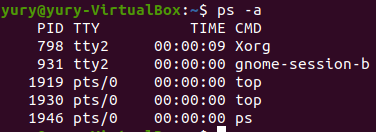 yury@yury-VirtualBox:~$ ps -a
PID TTY TIME CMD
798 tty2 00:00:09 Xorg
931 tty2 00:00:00 gnome-session-b
1919 pts/0 00:00:00 top
1930 pts/0 00:00:00 top
1946 pts/0 00:00:00 ps